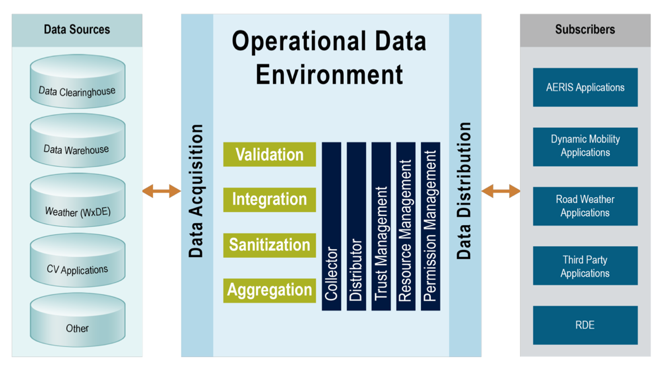 Data Sources
Data Clearinghouse
Data Warehouse
Weather (WxDE)
CV Applications
Other
Data Acquisition
Operational Data
Environment
Validation
Integration
Sanitization
Aggregation
Collector
Distributor
Trust Management
Resource Management
Permission Management
Data Distribution
Subscribers
AERIS Applications
Dynamic Mobility
Applications
Road Weather
Applications
Third Party
Applications
RDE